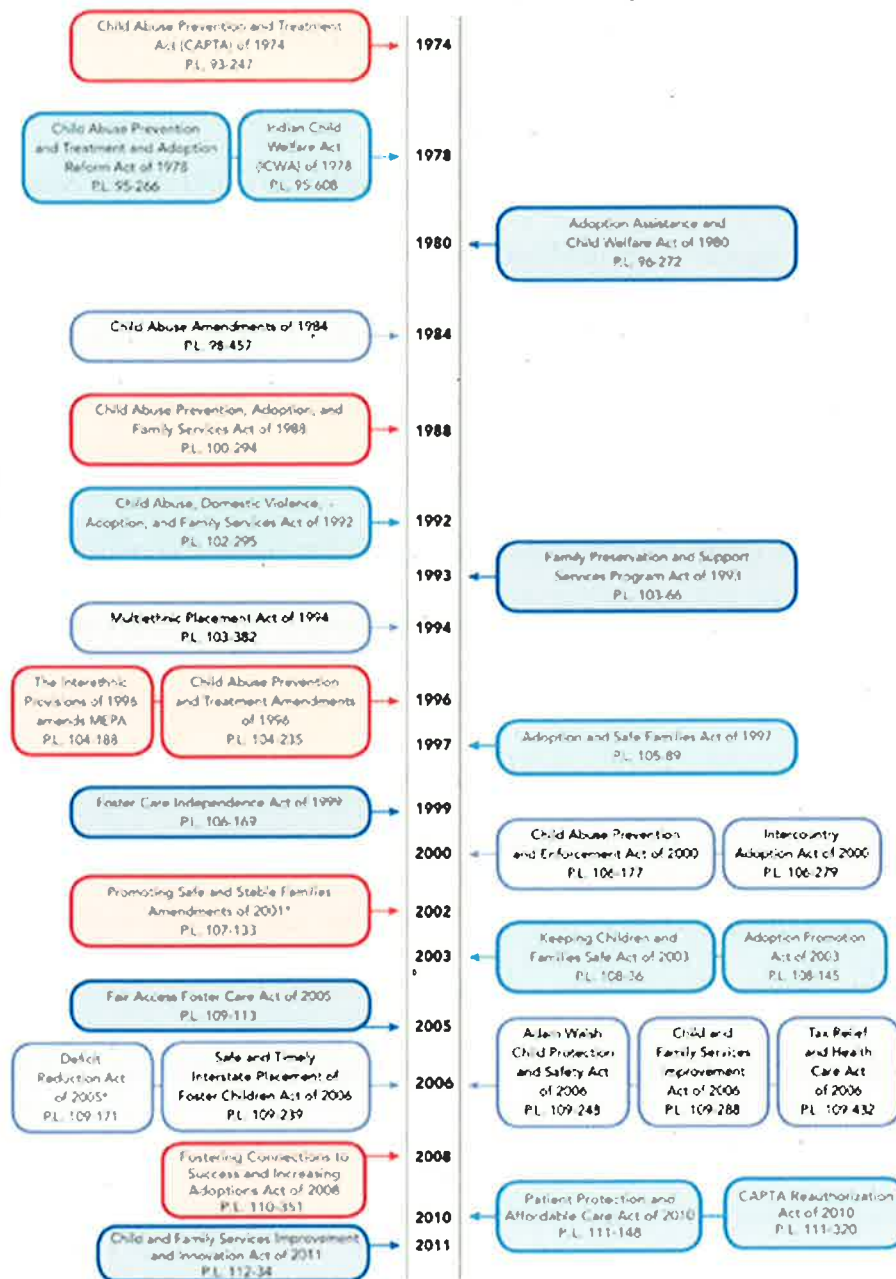 Child Abuse Prevention and Treatment
Act (CAPTA) of 1974
P.L. 93-247
1974
Child Abuse Prevention
and Treatment and Adoption
Reform Act of 1978
P.L. 95-266
Indian Child
Welfare Act
(ICWA) of 1978
P.L. 95-608
1978
1980
Adoption Assistance and
Child Welfare Act of 1980
P.L. 96-272
Child Abuse Amendments of 1984
P.L. 98-457
1984
Child Abuse Prevention, Adoption, and
Family Services Act of 1988
P.L. 100-294
1988
Child Abuse, Domestic Violence,
Adoption, and Family Services Act of 1992
P.L. 102-295
1992
1993
Family Preservation and Support
Services Program Act of 1993
P.L. 103-66
Multiethnic Placement Act of 1994
P.L. 103-382
1994
The Interethnic
Provisions of 1996
amends MEPA
P.L. 104-188
Child Abuse Prevention
and Treatment Amendments
of 1996
P.L. 104-235
1996
1997
Adoption and Safe Families Act of 1997
P.L. 105-89
Foster Care Independence Act of 1999
P.L. 106-169
1999
2000
Child Abuse Prevention
and Enforcement Act of 2000
P.L. 106-177
Intercountry
Adoption Act of 2000
P.L. 106-279
Promoting Safe and Stable Families
Amendments of 2001*
P.L. 107-133
2002
2003
Keeping Children and
Families Safe Act of 2003
P.L. 108-36
Adoption Promotion
Act of 2003
P.L. 108-145
Fair Access Foster Care Act of 2005
P.L. 109-113
2005
Deficit
Reduction Act
of 2005*
P.L. 109-171
Safe and Timely
Interstate Placement of
Foster Children Act of 2006
P.L. 109-239
2006
Adam Walsh
Child Protection
and Safety Act
of 2006
P.L. 109-248
Child and
Family Services
Improvement
Act of 2006
P.L. 109-288
Tax Relief
and Health
Care Act
of 2006
P.L. 109-432
Fostering Connections to
Success and Increasing
Adoptions Act of 2008
P.L. 110-351
2008
2010
Patient Protection and
Affordable Care Act of 2010
P.L. 111-148
CAPTA Reauthorization
Act of 2010
P.L. 111-320
Child and Family Services Improvement
and Innovation Act of 2011
P.L. 112-34
2011